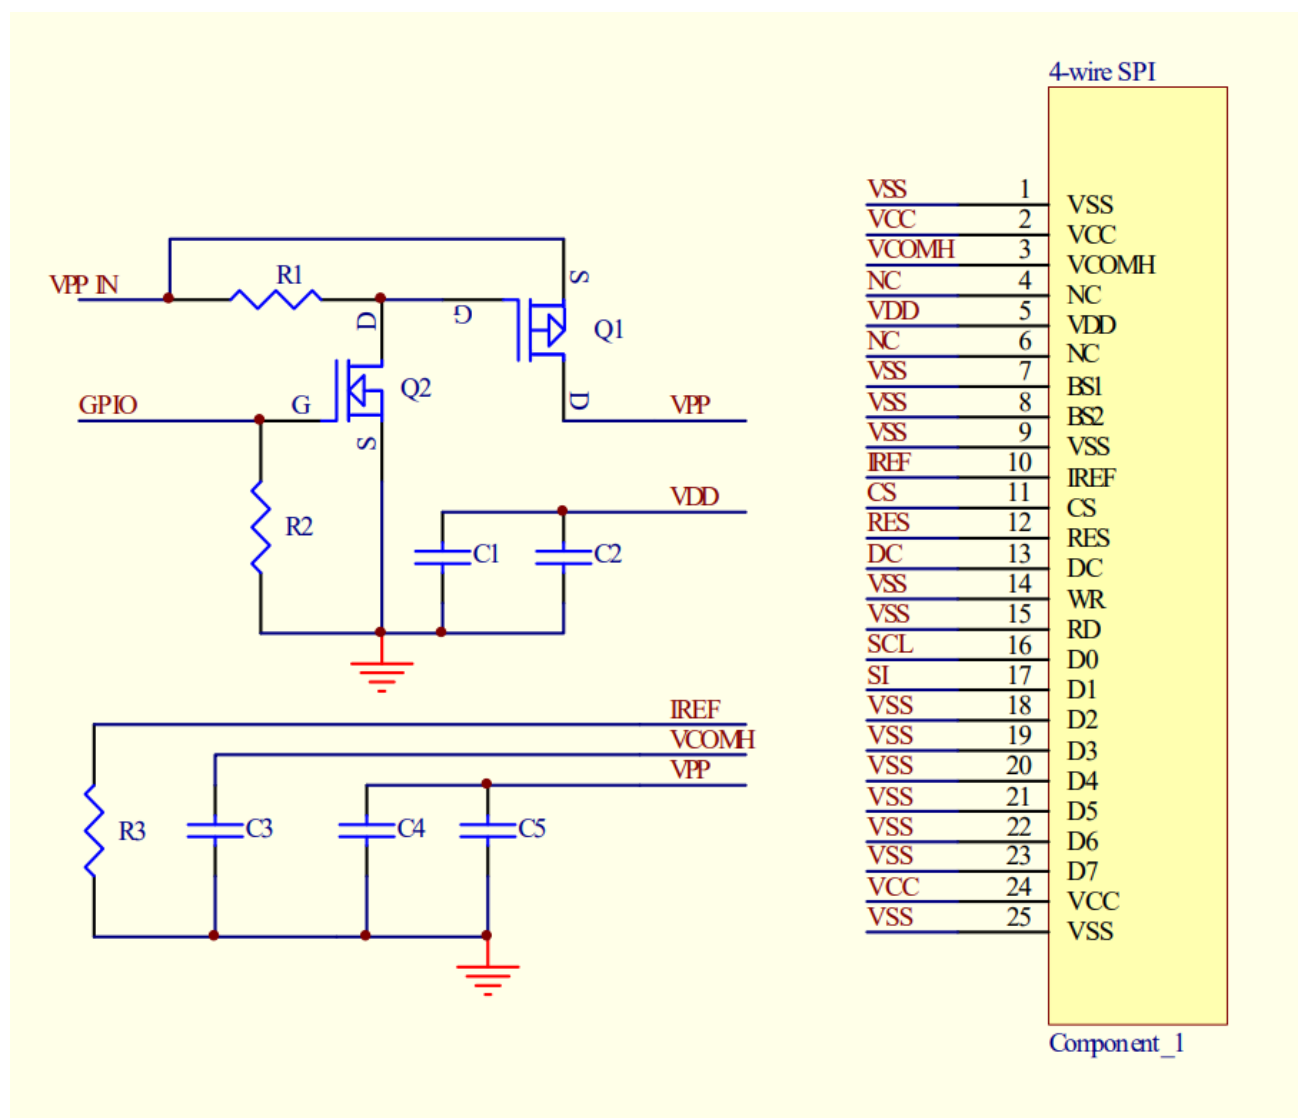 4-wire SPI
VPP IN
R1
D
G
S
Q1
D
VPP
GPIO
G
Q2
S
R2
VDD
C1
C2
IREF
VCOMH
VPP
R3
C3
C4
C5
VSS 1 VSS
VCC 2 VCC
VCOMH 3 VCOMH
NC 4 NC
VDD 5 VDD
NC 6 NC
VSS 7 BS1
VSS 8 BS2
VSS 9 VSS
IREF 10 IREF
CS 11 CS
RES 12 RES
DC 13 DC
VSS 14 WR
VSS 15 RD
SCL 16 D0
SI 17 D1
VSS 18 D2
VSS 19 D3
VSS 20 D4
VSS 21 D5
VSS 22 D6
VSS 23 D7
VCC 24 VCC
VSS 25 VSS
Component_1